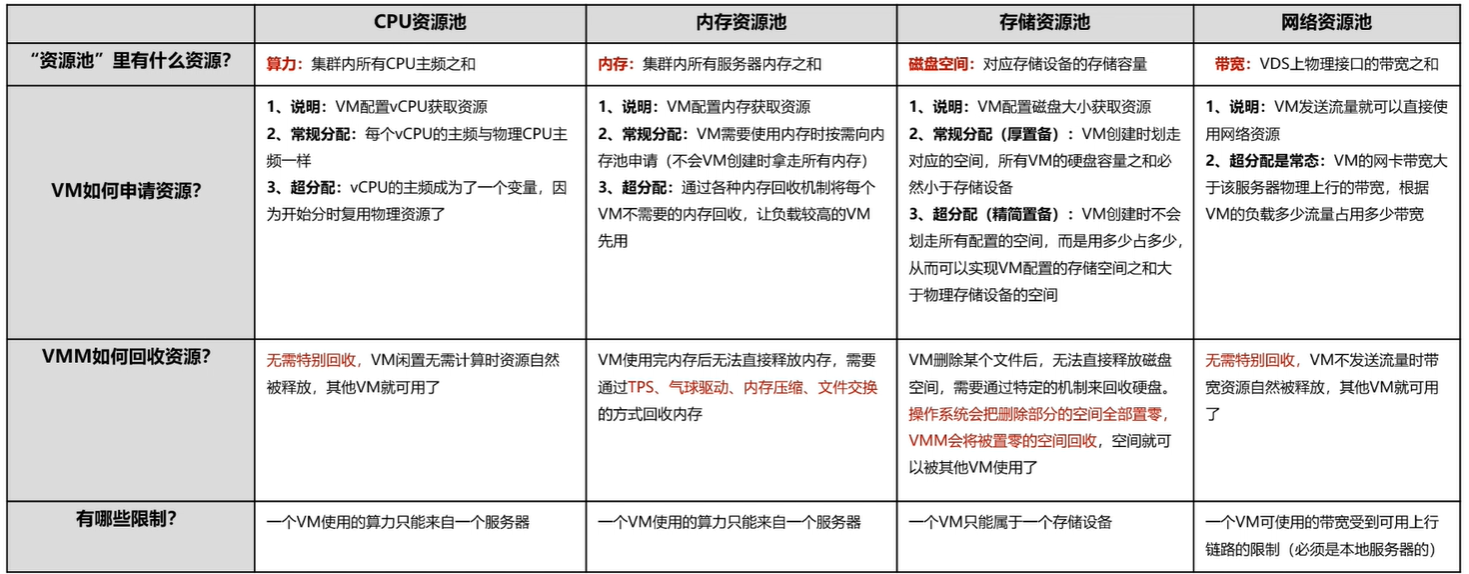 CPU资源池
内存资源池
存储资源池
网络资源池
“资源池”里有什么资源？
算力：集群内所有CPU主频之和
内存：集群内所有服务器内存之和
磁盘空间：对应存储设备的存储容量
带宽：VDS上物理接口的带宽之和
VM如何申请资源？
1、说明：VM配置vCPU获取资源
2、常规分配：每个vCPU的主频与物理CPU主
频一样
3、超分配：vCPU的主频成为了一个变量，因
为开始分时复用物理资源了
1、说明：VM配置内存获取资源
2、常规分配：VM需要使用内存时按需向内
存池申请（不会VM创建时拿走所有内存）
3、超分配：通过各种内存回收机制将每个
VM不需要的内存回收，让负载较高的VM
先用
1、说明：VM配置磁盘大小获取资源
2、常规分配（厚置备）：VM创建时划走
对应的空间，所有VM的硬盘容量之和必
然小于存储设备
3、超分配（精简置备）：VM创建时不会
划走所有配置的空间，而是用多少占多少，
从而可以实现VM配置的存储空间之和大
于物理存储设备的空间
1、说明：VM发送流量就可以直接使
用网络资源
2、超分配是常态：VM的网卡带宽大
于该服务器物理上行的带宽，根据
VM的负载多少流量占用多少带宽
VMM如何回收资源？
无需特别回收，VM闲置无需计算时资源自然
被释放，其他VM就可用了
VM使用完内存后无法直接释放内存，需要
通过TPS、气球驱动、内存压缩、文件交换
的方式回收内存
VM删除某个文件后，无法直接释放磁盘
空间，需要通过特定的机制来回收硬盘。
操作系统会把删除部分的空间全部置零，
VMM会将被置零的空间回收，空间就可
以被其他VM使用了
无需特别回收，VM不发送流量时带
宽资源自然被释放，其他VM就可用
了
有哪些限制？
一个VM使用的算力只能来自一个服务器
一个VM使用的算力只能来自一个服务器
一个VM只能属于一个存储设备
一个VM可使用的带宽受到可用上行
链路的限制（必须是本地服务器的）